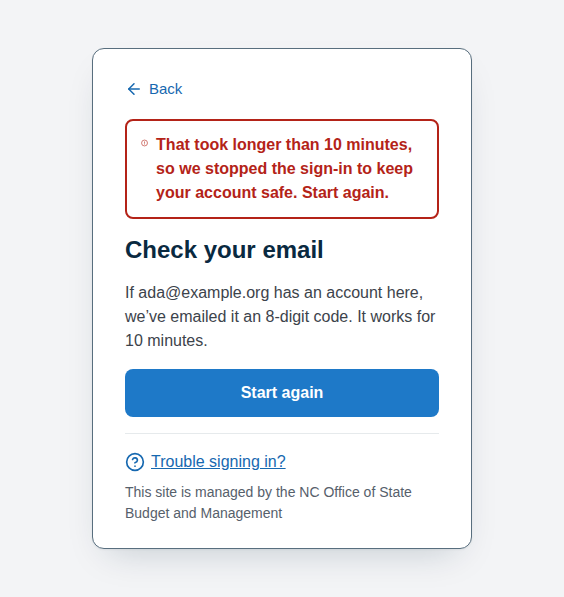 Back
That took longer than 10 minutes,
so we stopped the sign-in to keep
your account safe. Start again.
Check your email
If ada@example.org has an account here,
we’ve emailed it an 8-digit code. It works for
10 minutes.
Start again
Trouble signing in?
This site is managed by the NC Office of State
Budget and Management